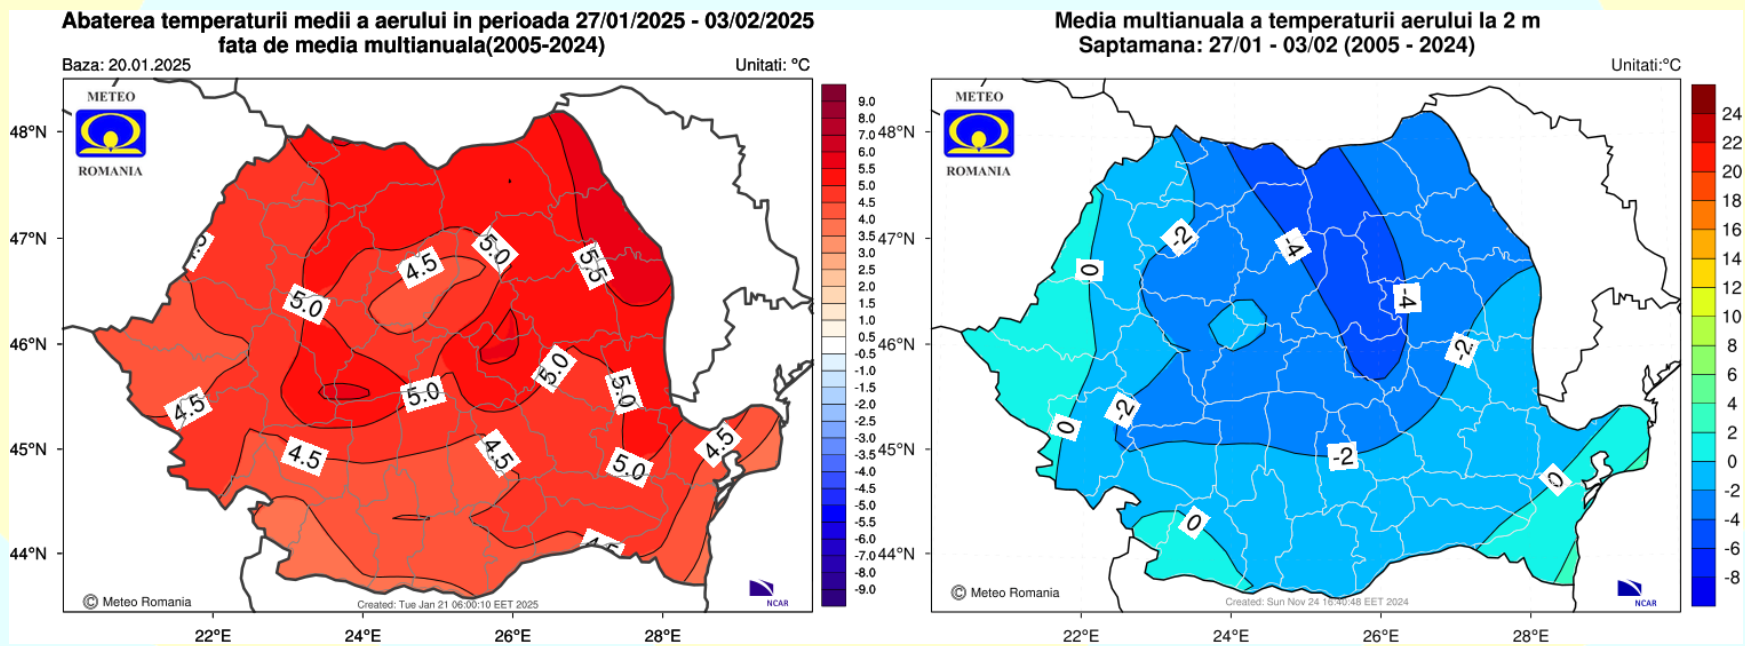 Abaterea temperaturii medii a aerului in perioada 27/01/2025 - 03/02/2025
fata de media multianuala(2005-2024)
Baza: 20.01.2025
Unitati: °C
METEO
ROMANIA
48°N
47°N
46°N
45°N
44°N
22°E
24°E
26°E
28°E
5.0
4.5
5.5
5.0
5.0
5.0
5.0
4.5
4.5
4.5
5.0
4.5
9.0
8.0
7.0
6.0
5.5
5.0
4.5
4.0
3.5
3.0
2.5
2.0
1.5
1.0
0.5
-0.5
-1.0
-1.5
-2.0
-2.5
-3.0
-3.5
-4.0
-4.5
-5.0
-5.5
-6.0
-7.0
-8.0
-9.0
© Meteo Romania
Created: Tue Jan 21 06:00:10 EET 2025
NCAR
Media multianuala a temperaturii aerului la 2 m
Saptamana: 27/01 - 03/02 (2005 - 2024)
Unitati:°C
METEO
ROMANIA
48°N
47°N
46°N
45°N
44°N
22°E
24°E
26°E
28°E
-2
-4
0
-4
-2
-2
0
-2
0
0
24
22
20
18
16
14
12
10
8
6
4
2
0
-2
-4
-6
-8
© Meteo Romania
Created: Sun Nov 24 16:40:48 EET 2024
NCAR